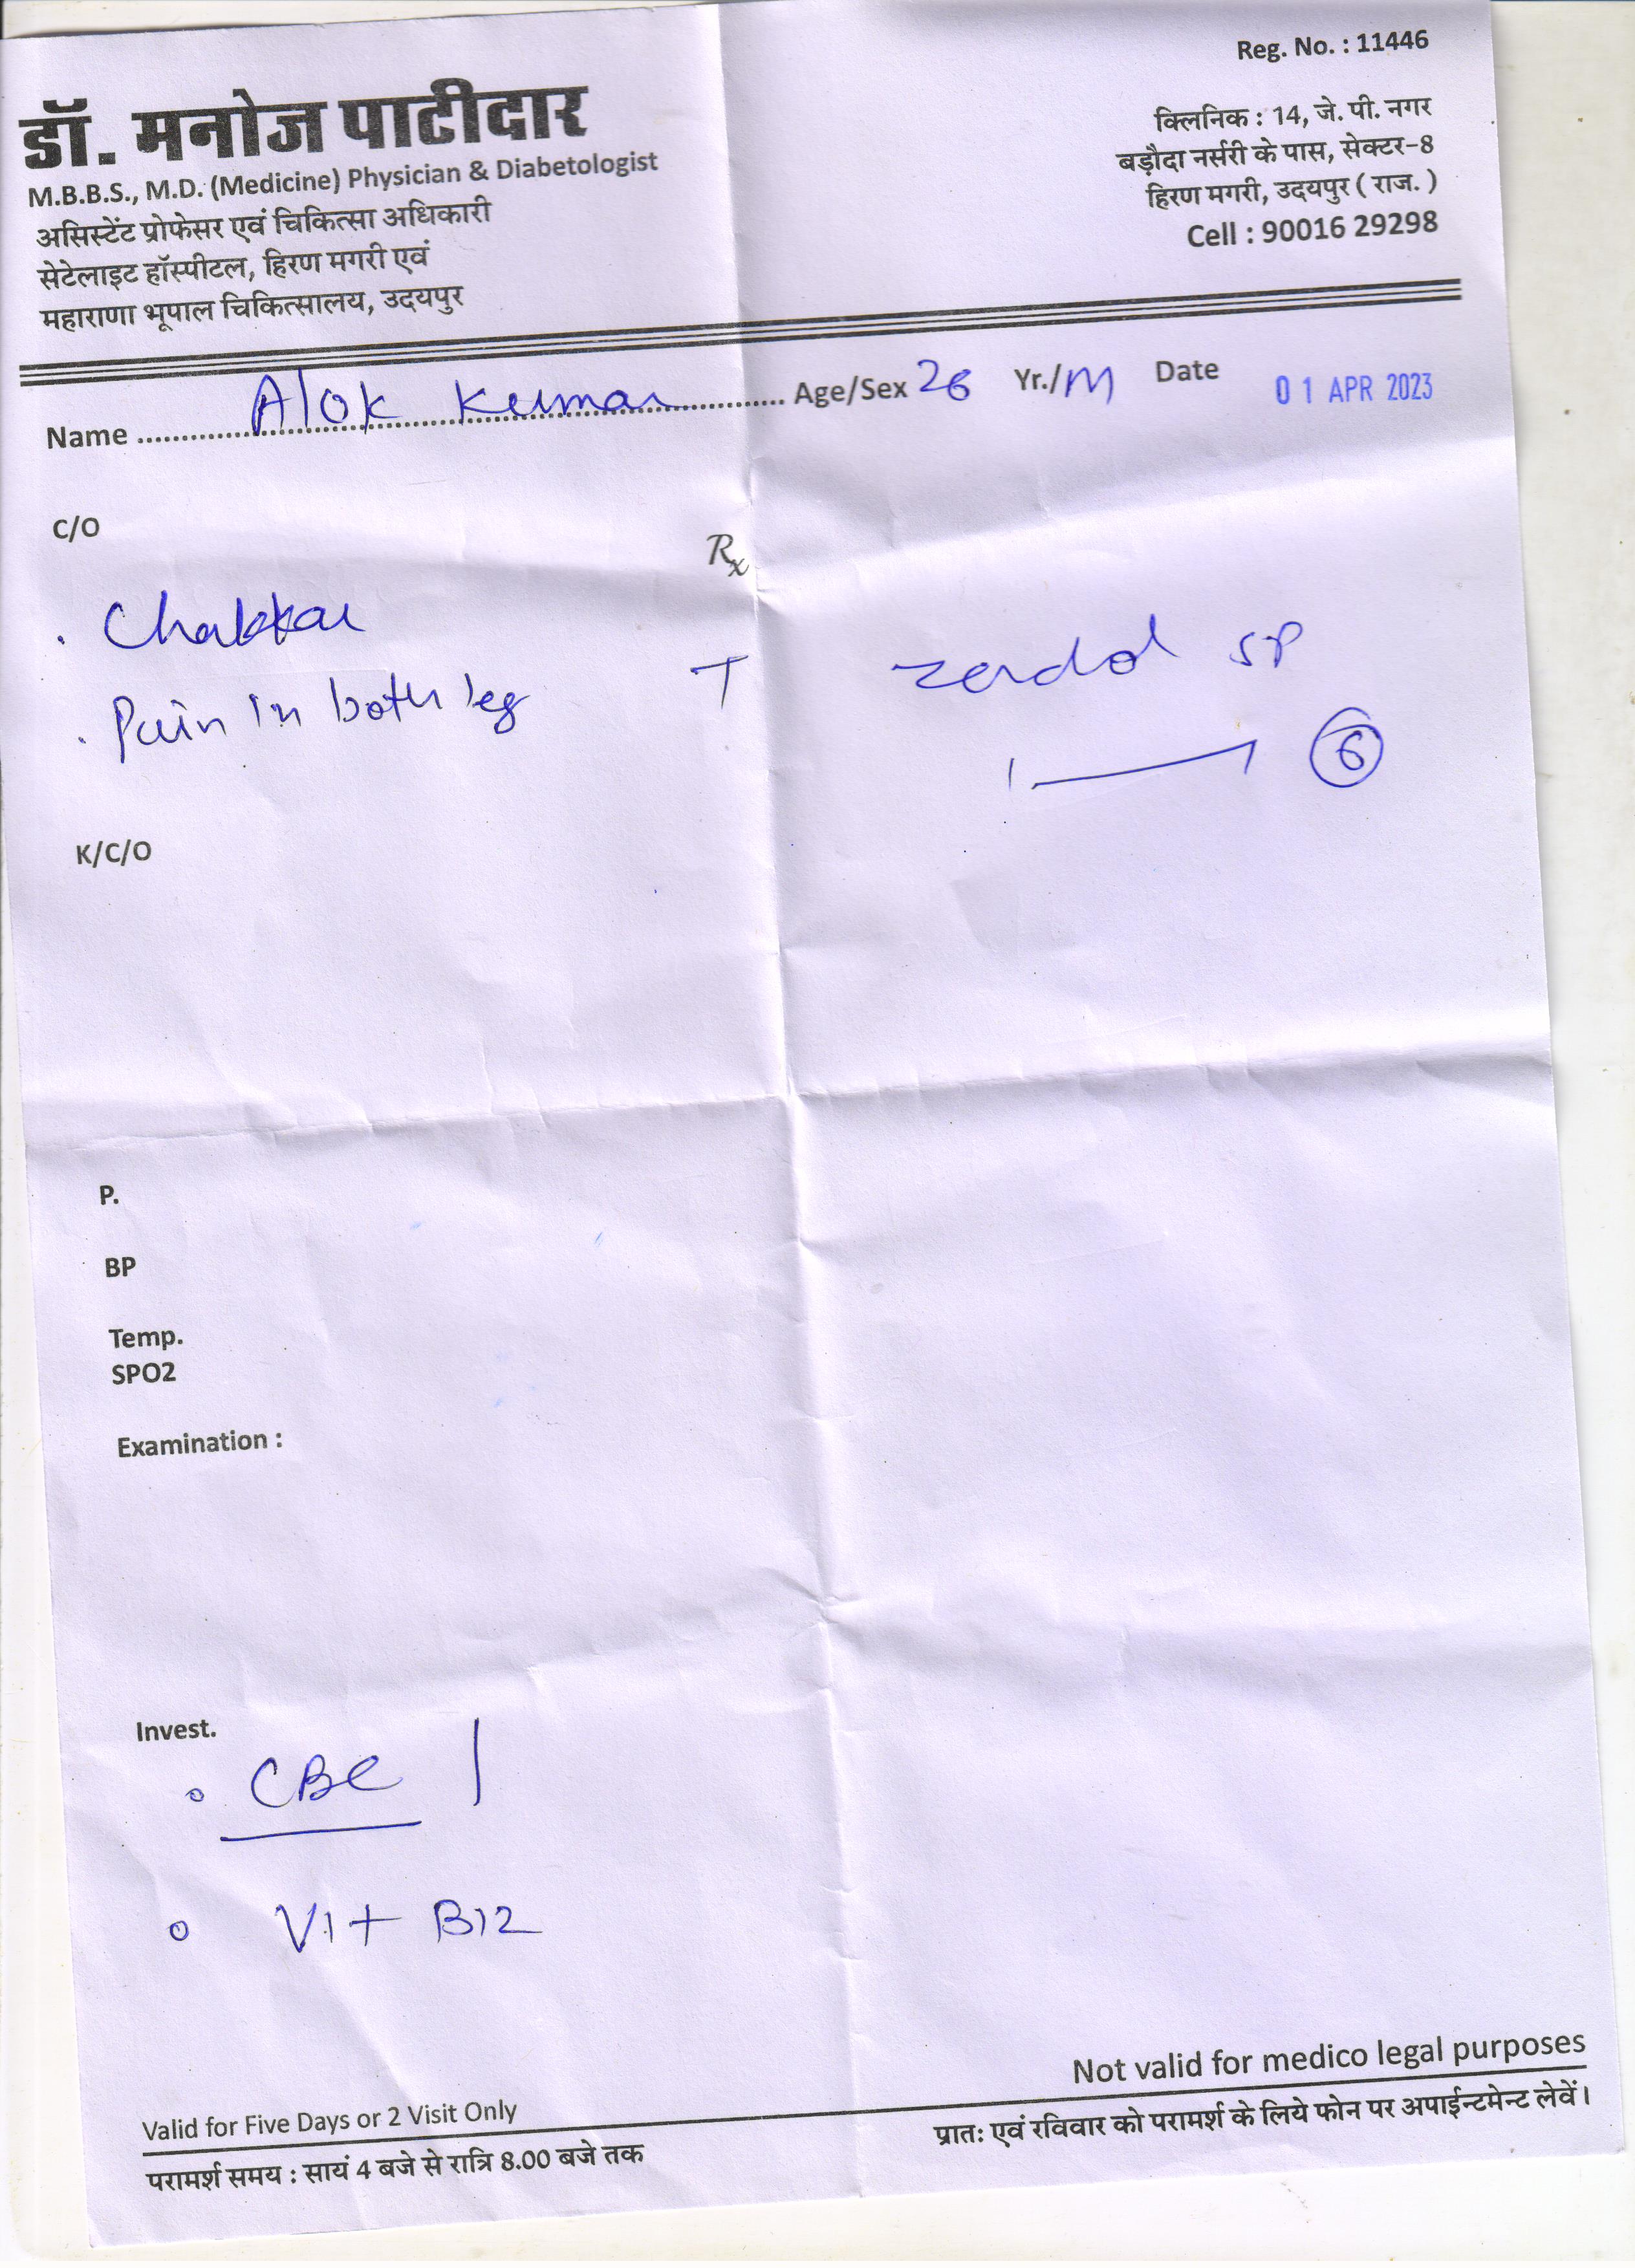 Reg. No. : 11446
डॉ. मनोज पाटीदार
M.B.B.S., M.D. (Medicine) Physician & Diabetologist
असिस्टेंट प्रोफेसर एवं चिकित्सा अधिकारी
सेटेलाइट हॉस्पीटल, हिरण मगरी एवं
महाराणा भूपाल चिकित्सालय, उदयपुर
क्लिनिक : 14, जे. पी. नगर
बड़ौदा नर्सरी के पास, सेक्टर-8
हिरण मगरी, उदयपुर ( राज. )
Cell : 90016 29298
Name Alok Kumar Age/Sex 26 Yr./M Date 01 APR 2023
C/O
Rx
. Chakkar
. Pain in both leg
T zerdol SP
1 — 1 6
K/C/O
P.
BP
Temp.
SPO2
Examination :
Invest.
CBC
Vit B12
Not valid for medico legal purposes
Valid for Five Days or 2 Visit Only
प्रातः एवं रविवार को परामर्श के लिये फोन पर अपाईन्टमेन्ट लेवें।
परामर्श समय : सायं 4 बजे से रात्रि 8.00 बजे तक